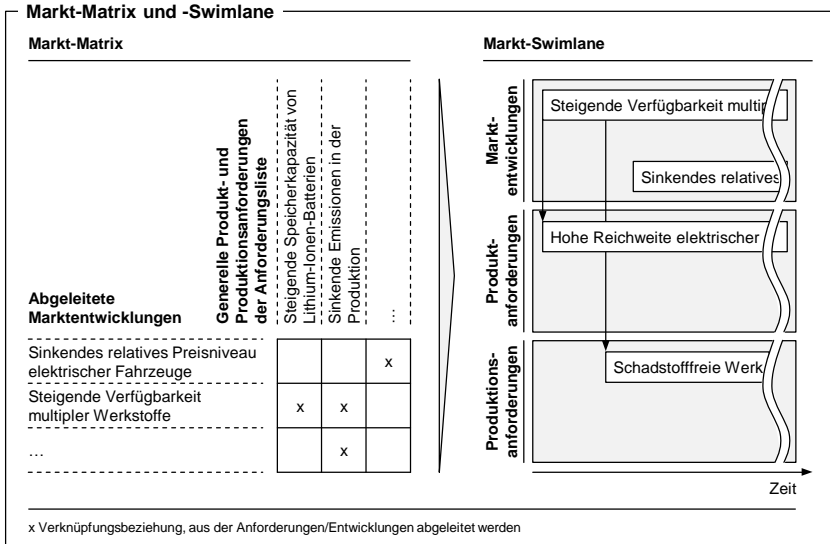 Markt-Matrix und -Swimlane
Markt-Matrix
Generelle Produkt- und
Produktionsanforderungen
der Anforderungsliste
Steigende Speicherkapazität von
Lithium-Ionen-Batterien
Sinkende Emissionen in der
Produktion
…
Abgeleitete
Marktentwicklungen
Sinkendes relatives Preisniveau
elektrischer Fahrzeuge
x
Steigende Verfügbarkeit
multipler Werkstoffe
x x
…
x
Markt-Swimlane
Markt-
entwicklungen
Steigende Verfügbarkeit multip
Sinkendes relatives
Produkt-
anforderungen
Hohe Reichweite elektrischer
Produktions-
anforderungen
Schadstofffreie Werk
Zeit
x Verknüpfungsbeziehung, aus der Anforderungen/Entwicklungen abgeleitet werden